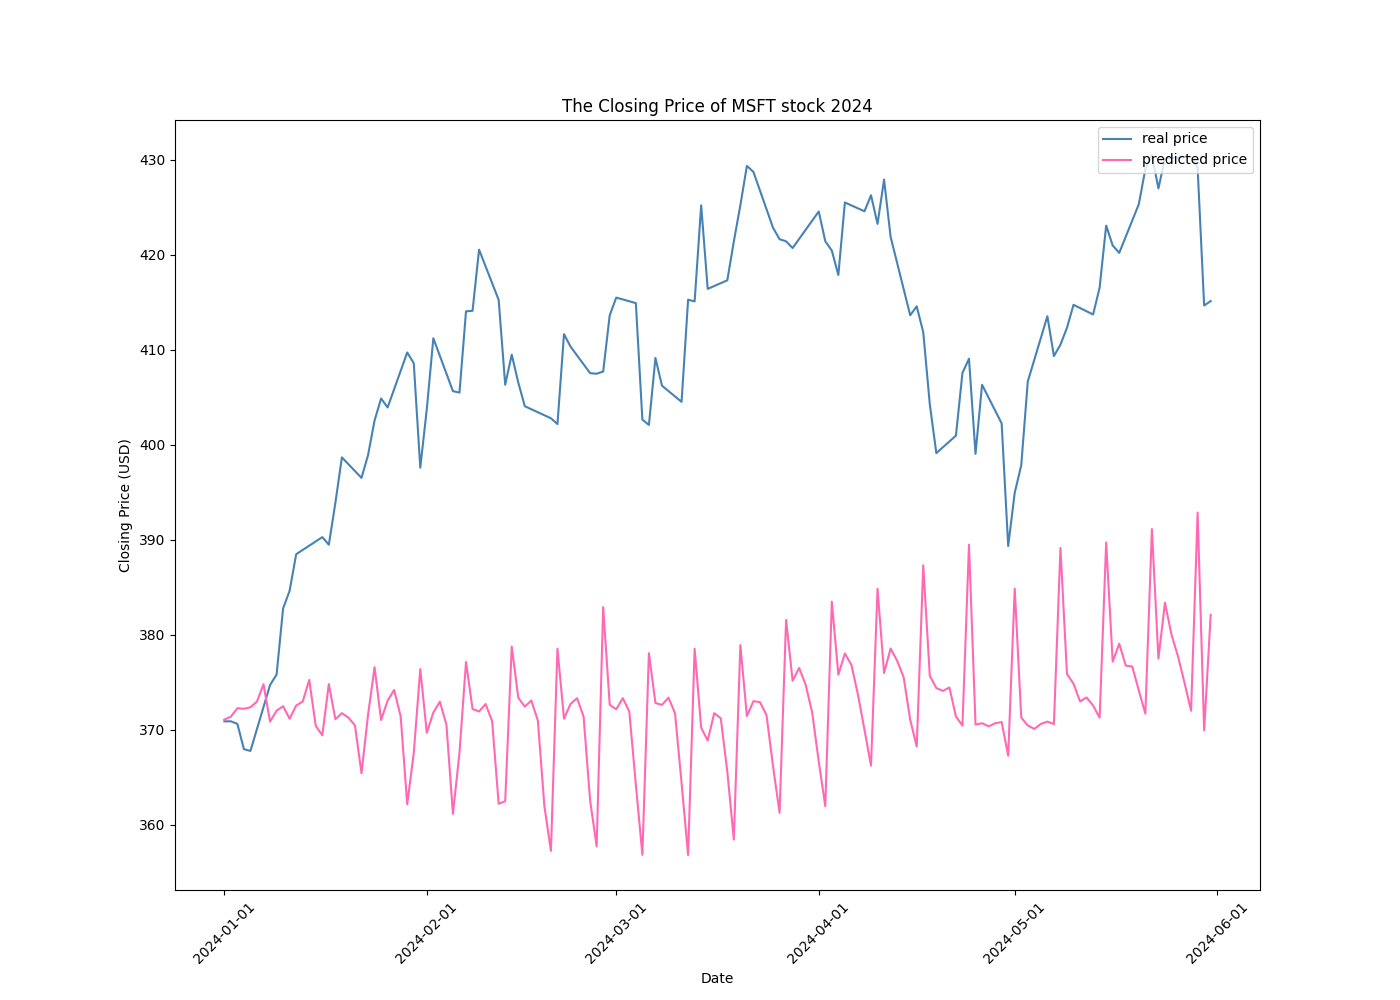 The Closing Price of MSFT stock 2024
real price
predicted price
430
420
410
400
390
380
370
360
Closing Price (USD)
2024-01-01
2024-02-01
2024-03-01
2024-04-01
2024-05-01
2024-06-01
Date